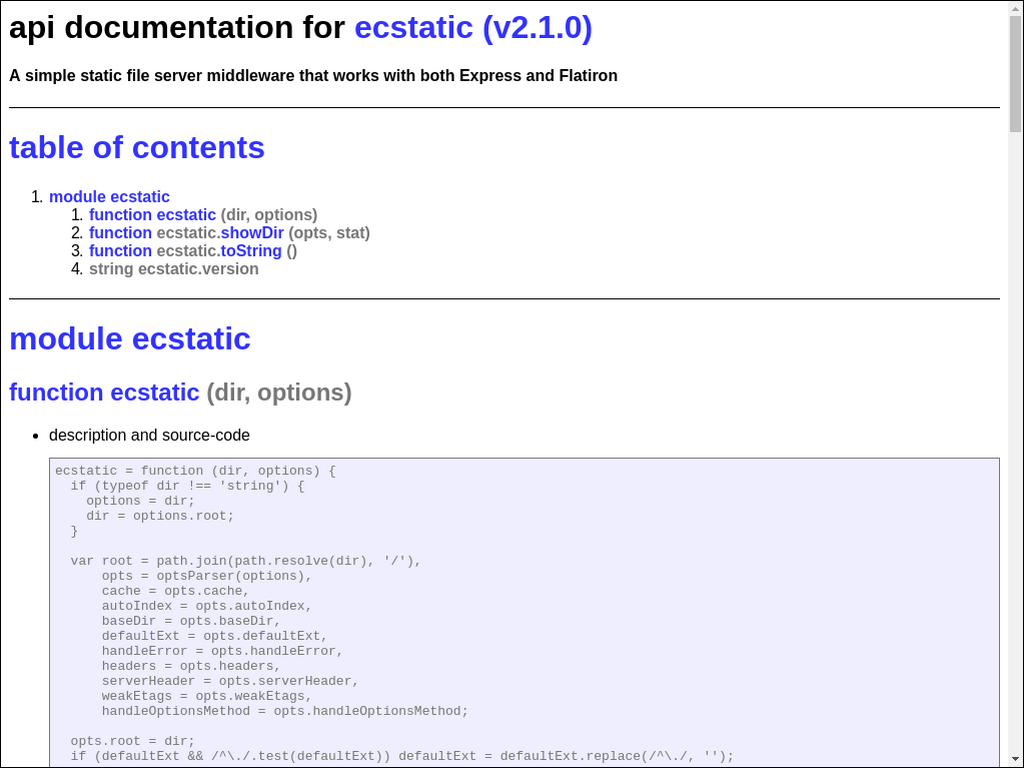 api documentation for ecstatic (v2.1.0)
A simple static file server middleware that works with both Express and Flatiron
table of contents
1. module ecstatic
1. function ecstatic (dir, options)
2. function ecstatic.showDir (opts, stat)
3. function ecstatic.toString ()
4. string ecstatic.version
module ecstatic
function ecstatic (dir, options)
• description and source-code
ecstatic = function (dir, options) {
  if (typeof dir !== 'string') {
    options = dir;
    dir = options.root;
  }
  var root = path.join(path.resolve(dir), '/'),
      opts = optsParser(options),
      cache = opts.cache,
      autoIndex = opts.autoIndex,
      baseDir = opts.baseDir,
      defaultExt = opts.defaultExt,
      handleError = opts.handleError,
      headers = opts.headers,
      serverHeader = opts.serverHeader,
      weakEtags = opts.weakEtags,
      handleOptionsMethod = opts.handleOptionsMethod;
  opts.root = dir;
  if (defaultExt && /^\./.test(defaultExt)) defaultExt = defaultExt.replace(/^\./, '');